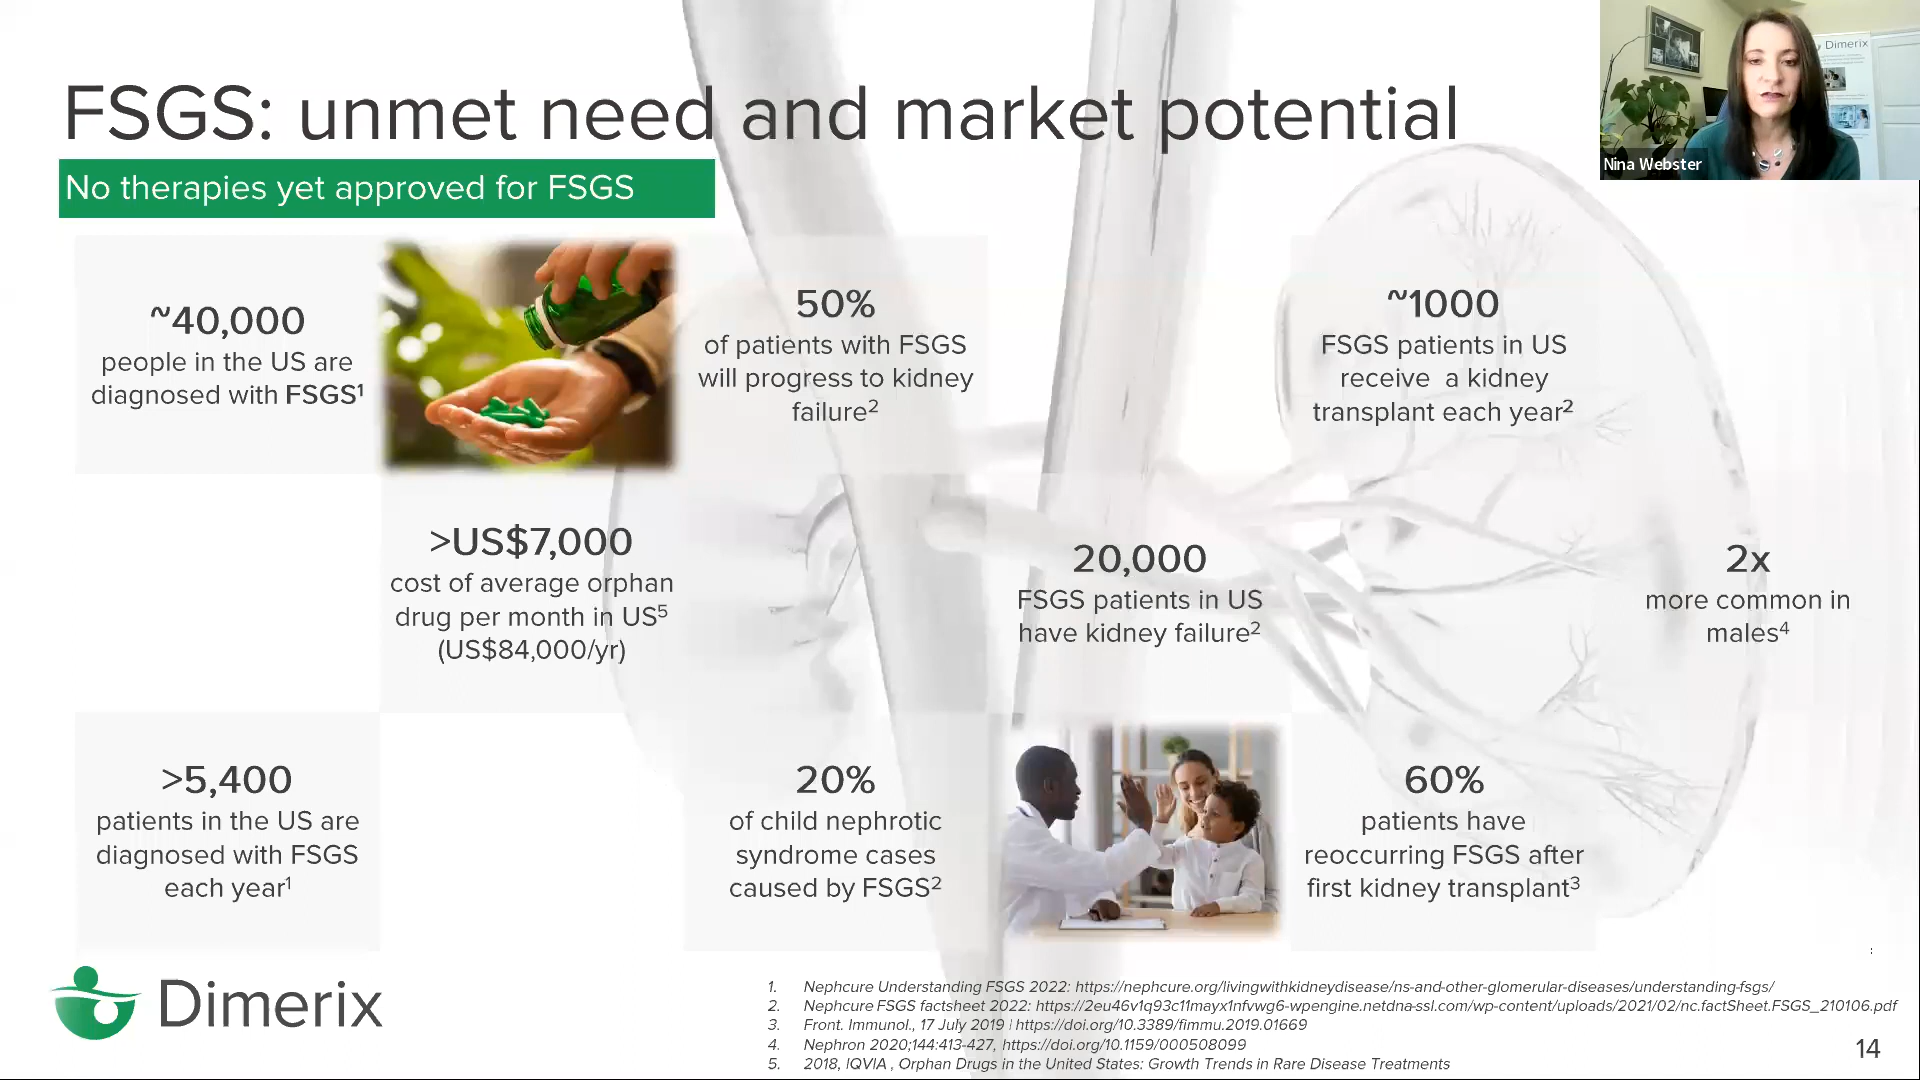 FSGS: unmet need and market potential
No therapies yet approved for FSGS
Dimerix
Nina Webster
~40,000
people in the US are
diagnosed with FSGS¹
50%
of patients with FSGS
will progress to kidney
failure²
~1000
FSGS patients in US
receive a kidney
transplant each year²
>US$7,000
cost of average orphan
drug per month in US⁵
(US$84,000/yr)
20,000
FSGS patients in US
have kidney failure²
2x
more common in
males⁴
>5,400
patients in the US are
diagnosed with FSGS
each year¹
20%
of child nephrotic
syndrome cases
caused by FSGS²
60%
patients have
reoccurring FSGS after
first kidney transplant³
Dimerix
1. Nephcure Understanding FSGS 2022: https://nephcure.org/livingwithkidneydisease/ns-and-other-glomerular-diseases/understanding-fsgs/
2. Nephcure FSGS factsheet 2022: https://2eu46v1q93c11mayx1nfvwg6-wpengine.netdna-ssl.com/wp-content/uploads/2021/02/nc.factSheet.FSGS_210106.pdf
3. Front. Immunol., 17 July 2019 | https://doi.org/10.3389/fimmu.2019.01669
4. Nephron 2020;144:413-427, https://doi.org/10.1159/000508099
5. 2018, IQVIA , Orphan Drugs in the United States: Growth Trends in Rare Disease Treatments
14